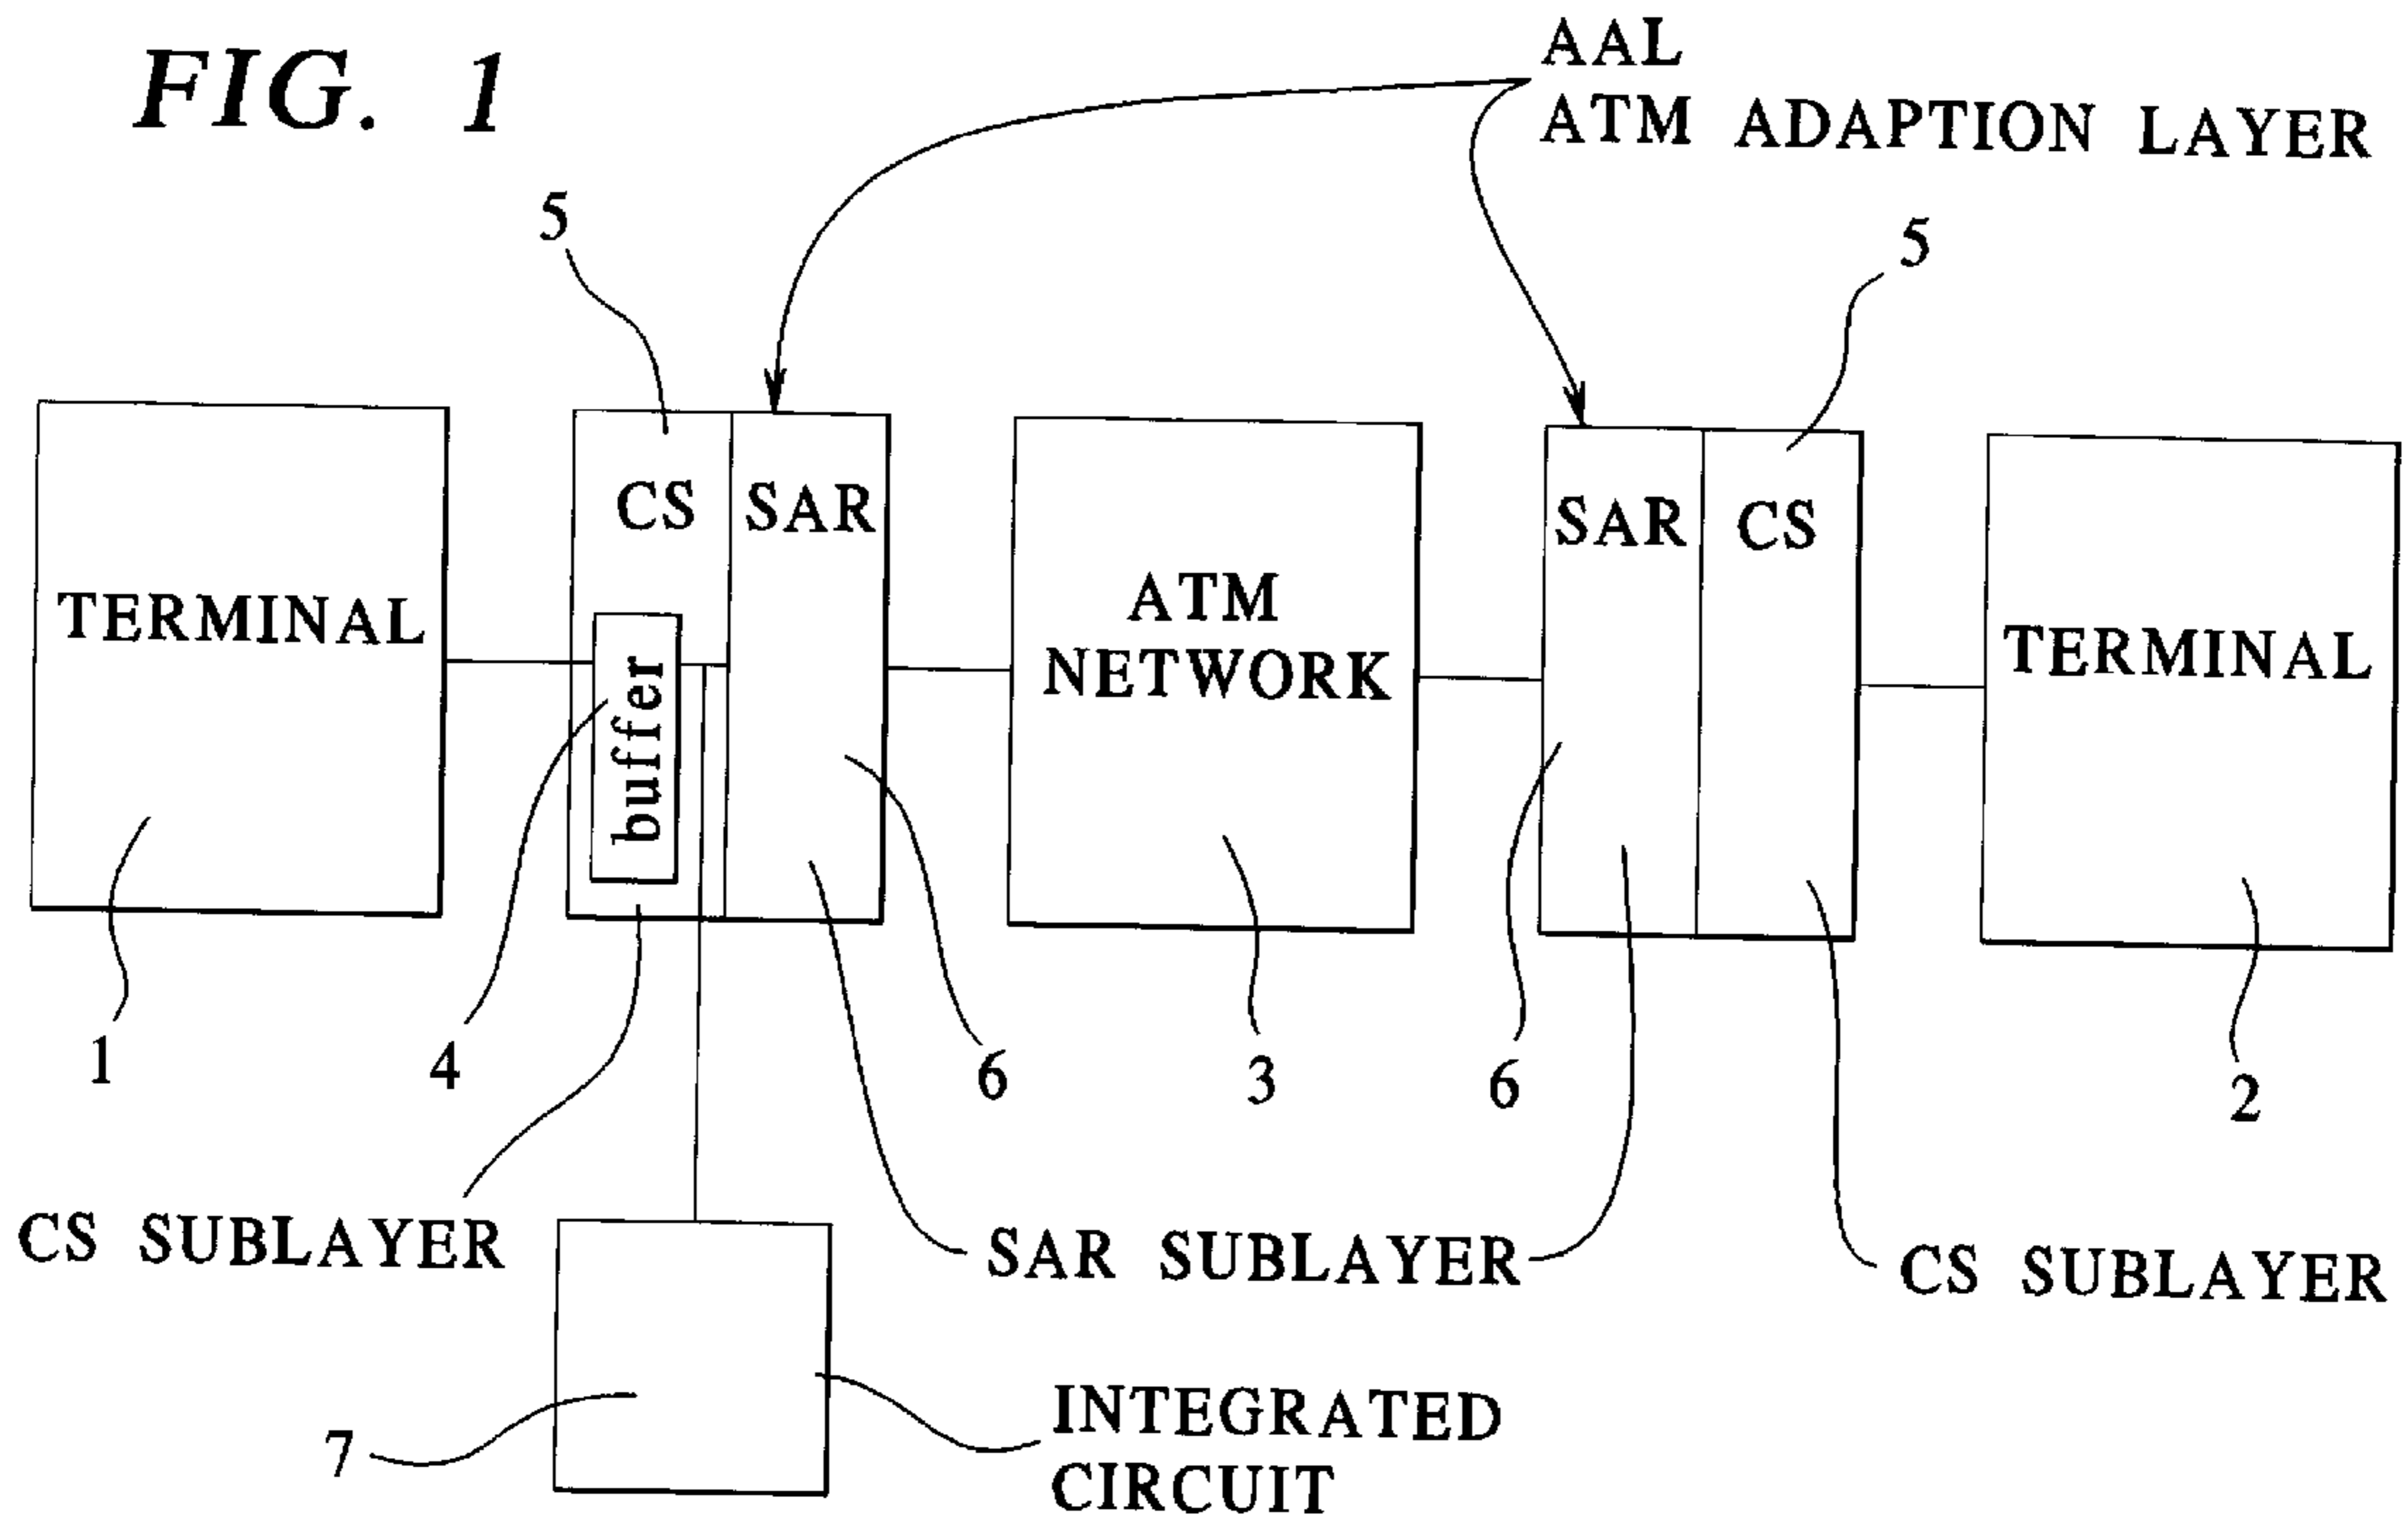 FIG. 1
AAL
ATM ADAPTION LAYER
5
5
TERMINAL
CS
SAR
buffer
ATM
NETWORK
SAR
CS
TERMINAL
1
4
6
3
6
2
CS SUBLAYER
SAR SUBLAYER
CS SUBLAYER
7
INTEGRATED
CIRCUIT